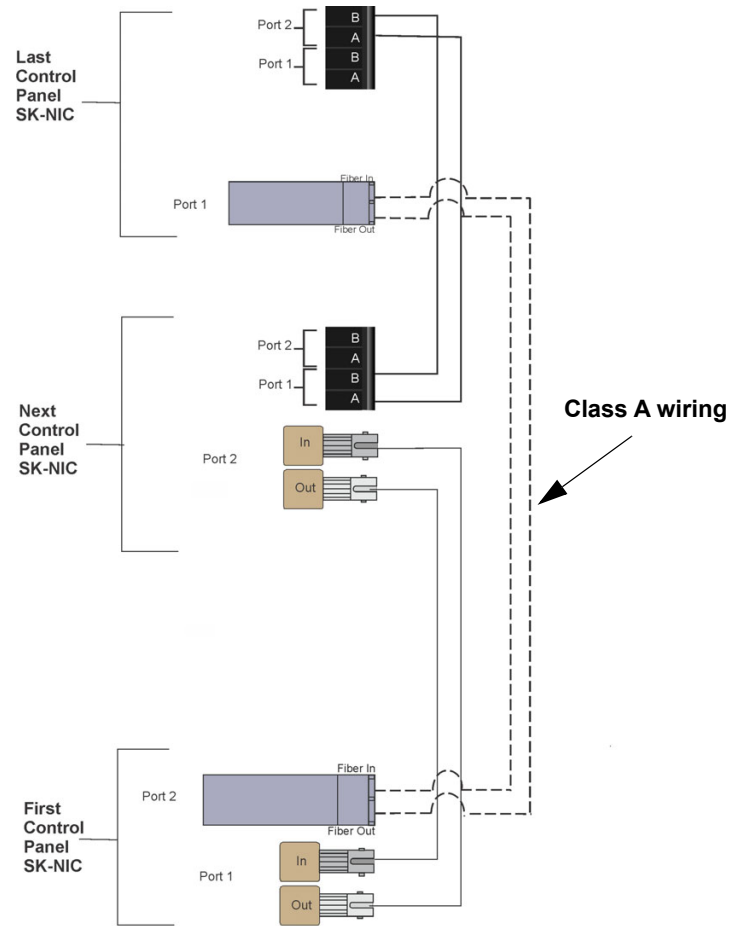 B
Port 2
A
Port 1
B
A
Last
Control
Panel
SK-NIC
Fiber In
Port 1
Fiber Out
B
Port 2
A
B
Port 1
A
Next
Control
Panel
SK-NIC
In
Port 2
Out
Class A wiring
Fiber In
Port 2
Fiber Out
First
Control
Panel
SK-NIC
In
Port 1
Out